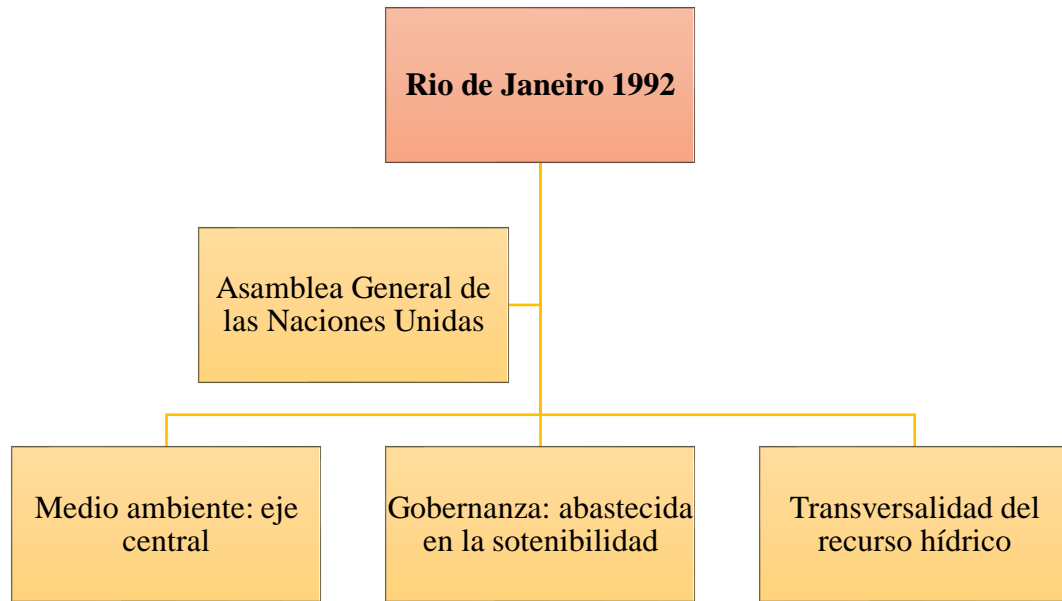 Rio de Janeiro 1992
Asamblea General de
las Naciones Unidas
Medio ambiente: eje
central
Gobernanza: abastecida
en la sotenibilidad
Transversalidad del
recurso hídrico